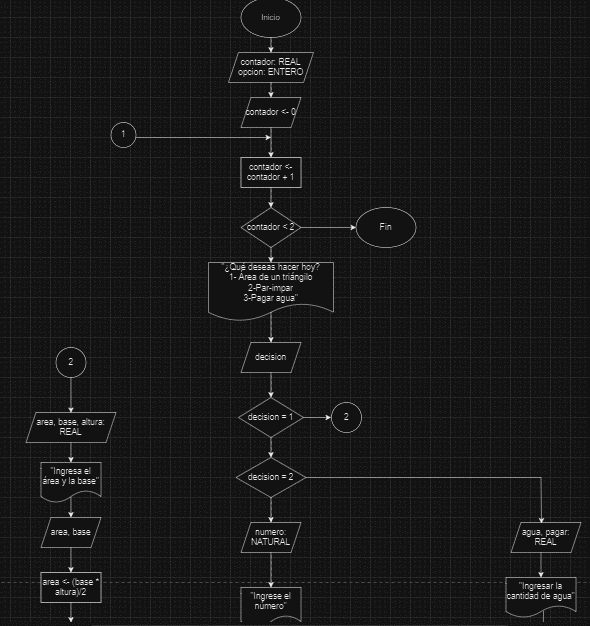 Inicio
contador: REAL
opcion: ENTERO
contador <- 0
1
contador <-
contador + 1
contador < 2
Fin
"¿Qué deseas hacer hoy?
1- Area de un triángilo
2-Par-impar
3-Pagar agua"
decision
decision = 1
2
decision = 2
2
area, base, altura:
REAL
"Ingresa el
área y la base"
area, base
area <- (base *
altura)/2
numero:
NATURAL
"Ingrese el
número"
agua, pagar:
REAL
"Ingresar la
cantidad de agua"